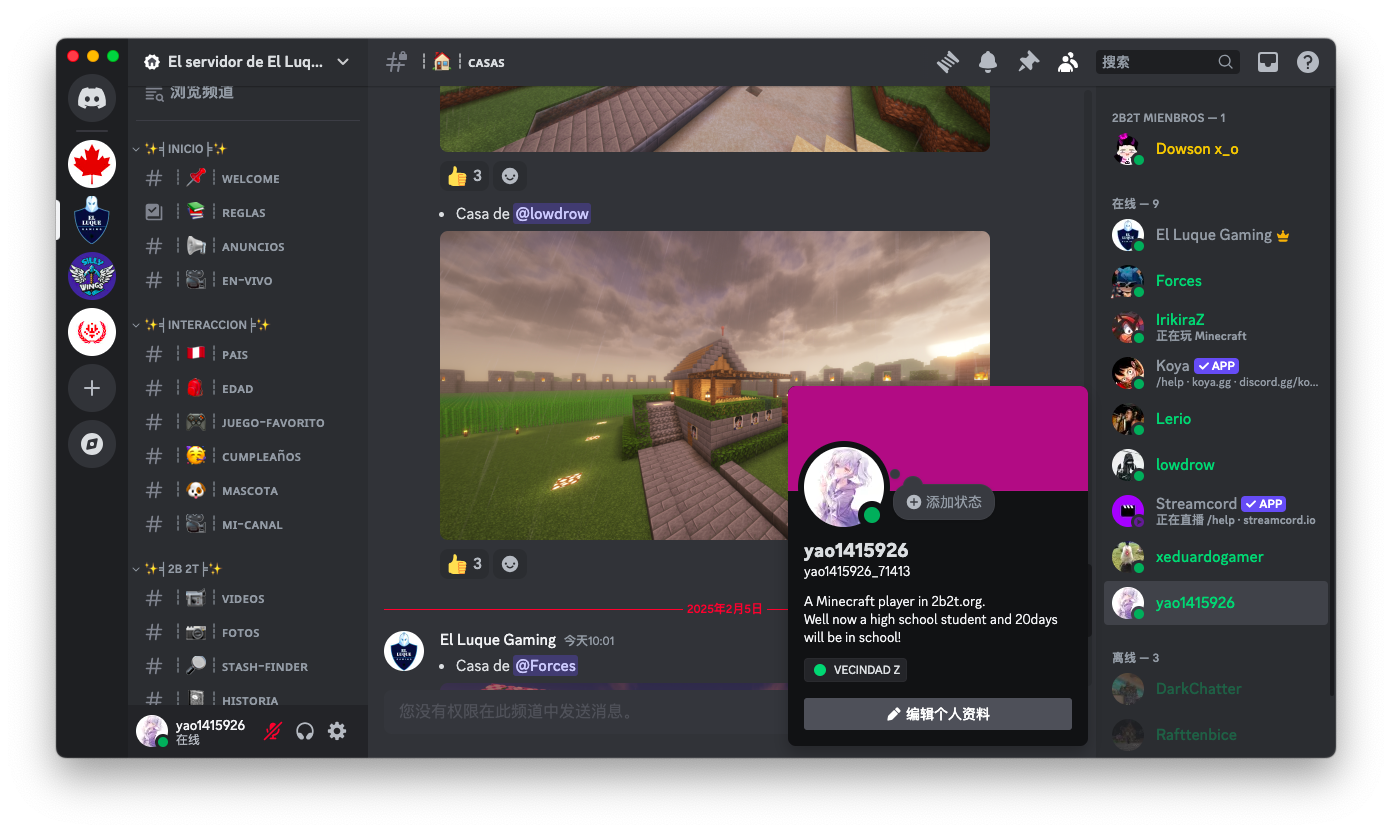 El servidor de El Luq...
浏览频道
INICIO
WELCOME
REGLAS
ANUNCIOS
EN-VIVO
INTERACCION
PAIS
EDAD
JUEGO-FAVORITO
CUMPLEAñOS
MASCOTA
MI-CANAL
2B 2T
VIDEOS
FOTOS
STASH-FINDER
HISTORIA
yao1415926
在线
CASAS
搜索
3
Casa de @lowdrow
3
2025年2月5日
El Luque Gaming 今天10:01
Casa de @Forces
您没有权限在此频道中发送消息。
添加状态
yao1415926
yao1415926_71413
A Minecraft player in 2b2t.org.
Well now a high school student and 20days
will be in school!
VECINDAD Z
编辑个人资料
2B2T MIENBROS — 1
Dowson x_o
在线 — 9
El Luque Gaming
Forces
IrikiraZ
正在玩 Minecraft
Koya APP
/help · koya.gg · discord.gg/ko...
Lerio
lowdrow
Streamcord APP
正在直播 /help · streamcord.io
xeduardogamer
yao1415926
离线 — 3
DarkChatter
Rafttenbice
EL
LUQUE
GAMING
SILLY
WINGS